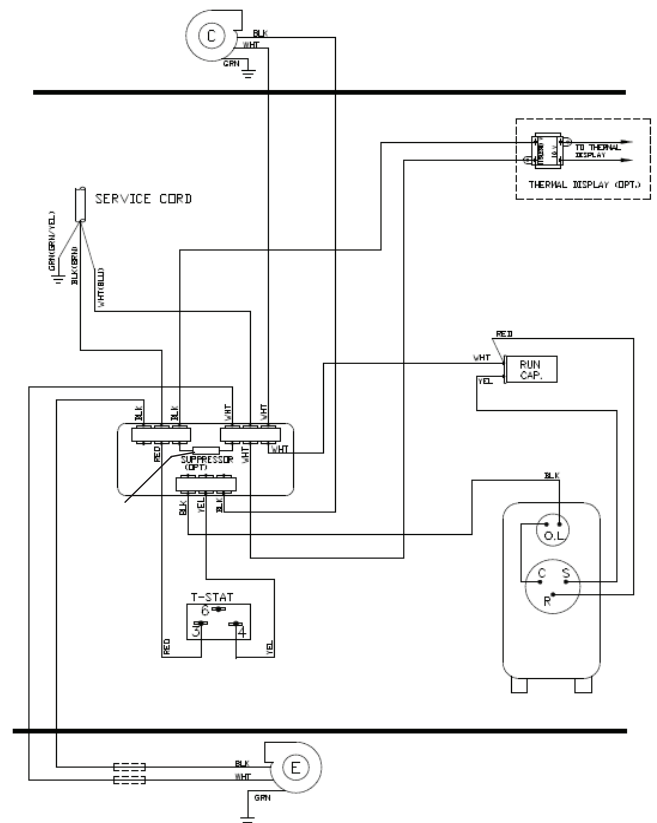 C
BLK
WHT
GRN
TO THERMAL
DISPLAY
THERMAL DISPLAY (OPT.)
SERVICE CORD
GRN(GRN/YEL)
BLK(BRN)
WHT(BLU)
RED
WHT
YEL
RUN
CAP.
BLK
BLK
WHT
WHT
RED
SUPPRESSOR
(OPT)
WHT
WHT
BLK
YEL
BLK
BLK
O.L.
C
S
R
T-STAT
6
3
4
RED
YEL
BLK
WHT
GRN
E